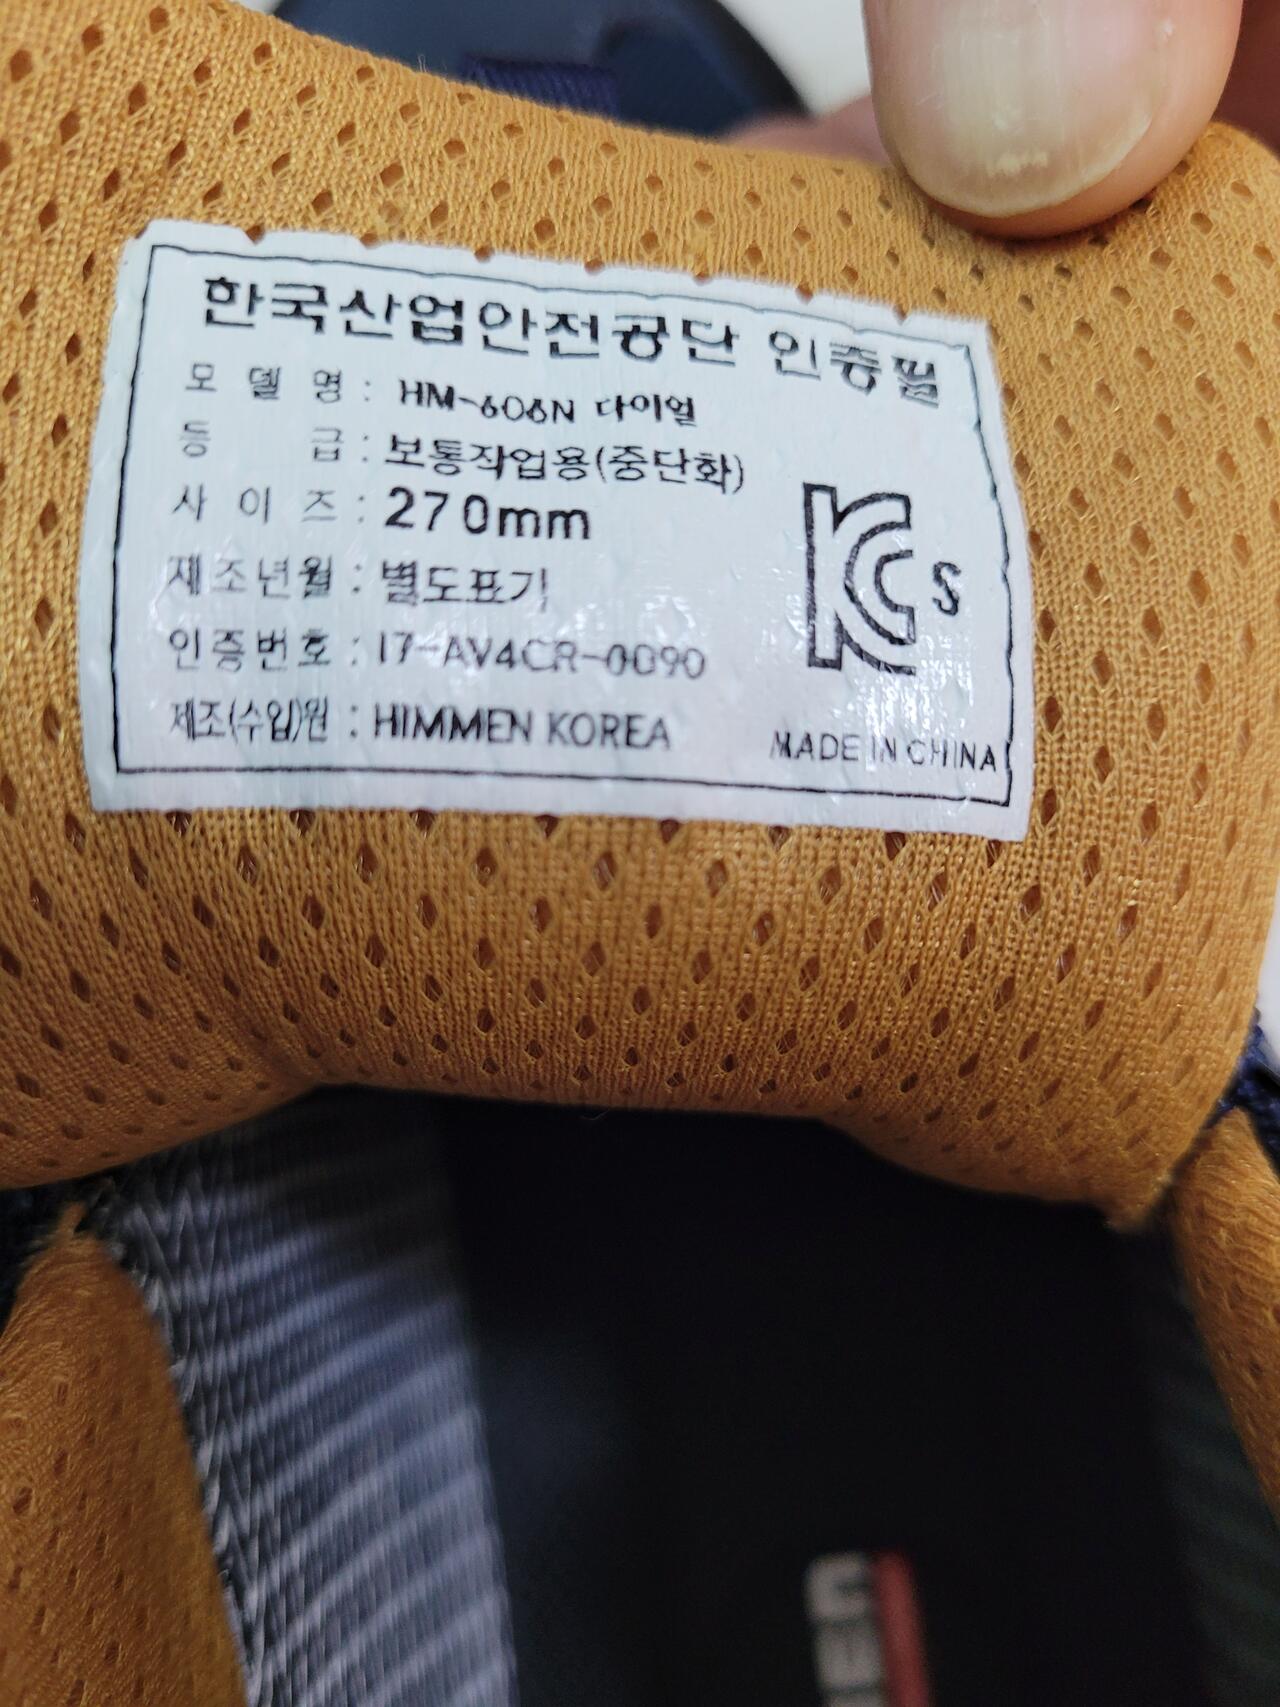 한국산업안전공단 인증필
모델명 : HM-606N 다이얼
등급 : 보통작업용(중단화)
사이즈 : 270mm
제조년월 : 별도표기
인증번호 : 17-AV4CR-0090
제조(수입)원 : HIMMEN KOREA
KCs
MADE IN CHINA